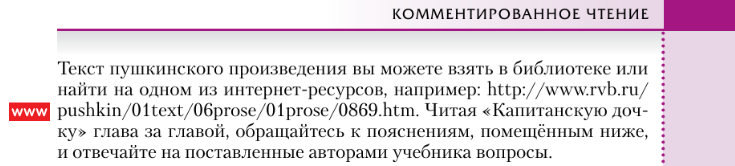 КОММЕНТИРОВАННОЕ ЧТЕНИЕ
Текст пушкинского произведения вы можете взять в библиотеке или
найти на одном из интернет-ресурсов, например: http://www.rvb.ru/
www pushkin/01text/06prose/01prose/0869.htm. Читая «Капитанскую доч-
ку» глава за главой, обращайтесь к пояснениям, помещённым ниже,
и отвечайте на поставленные авторами учебника вопросы.